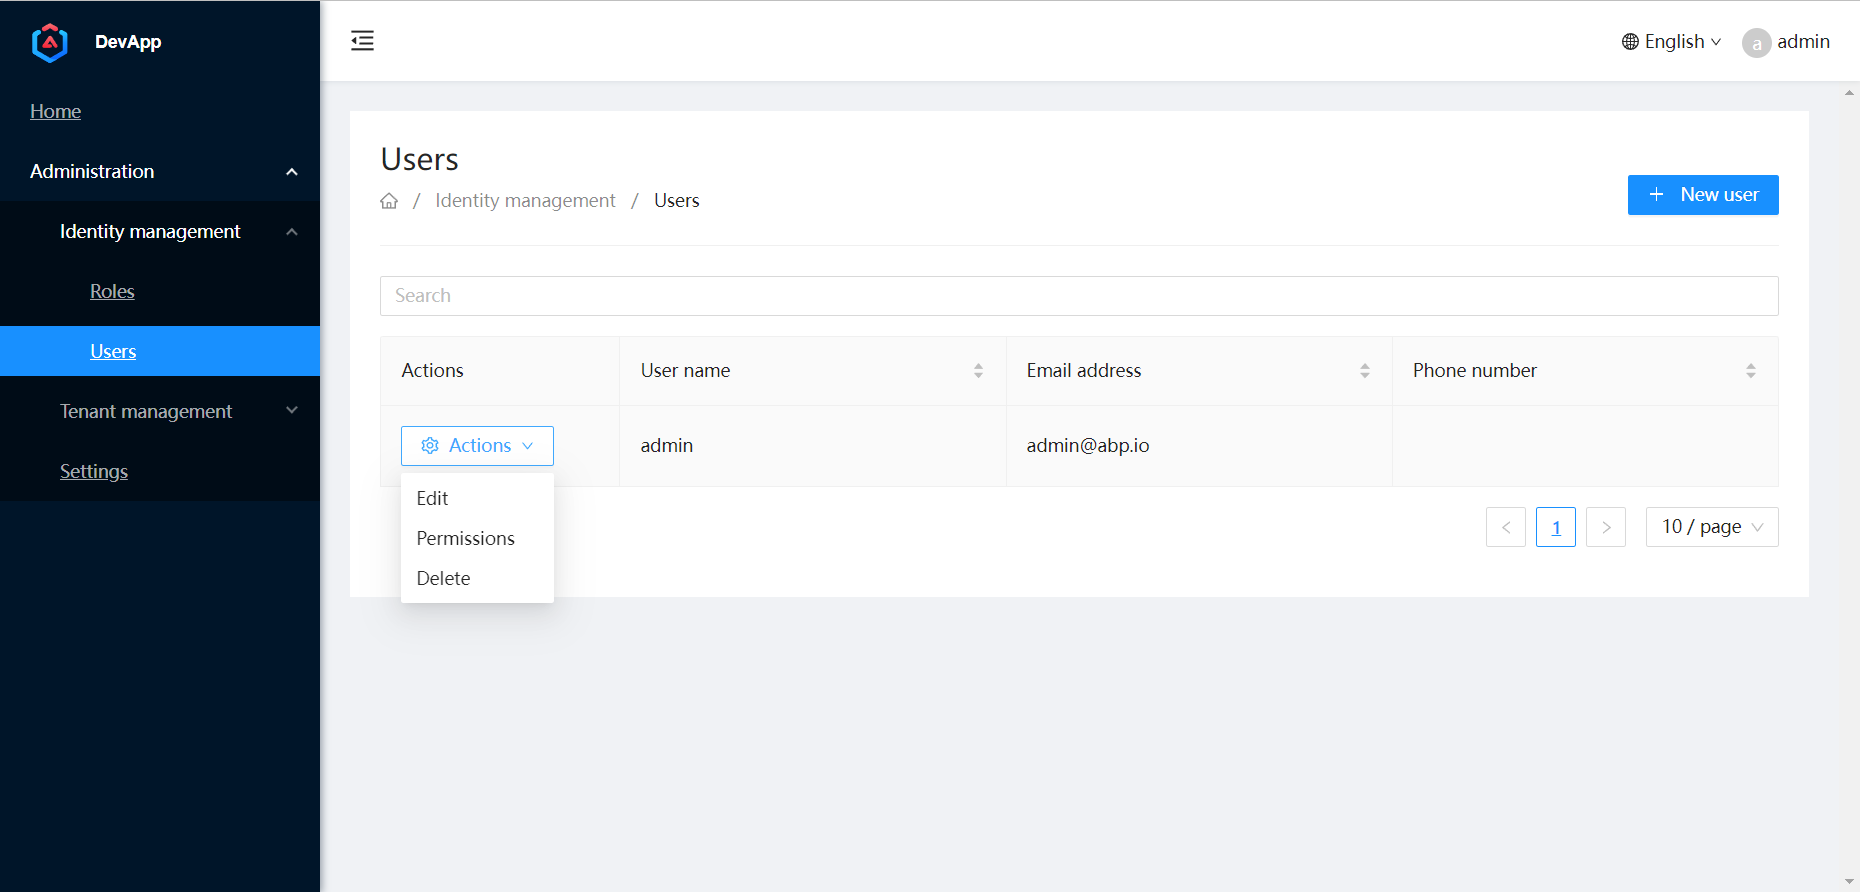 DevApp
English
a
admin
Home
Administration
Identity management
Roles
Users
Tenant management
Settings
Users
/ Identity management / Users
New user
Search
Actions User name Email address Phone number
Actions admin admin@abp.io
Edit
Permissions
Delete
< 1 > 10 / page